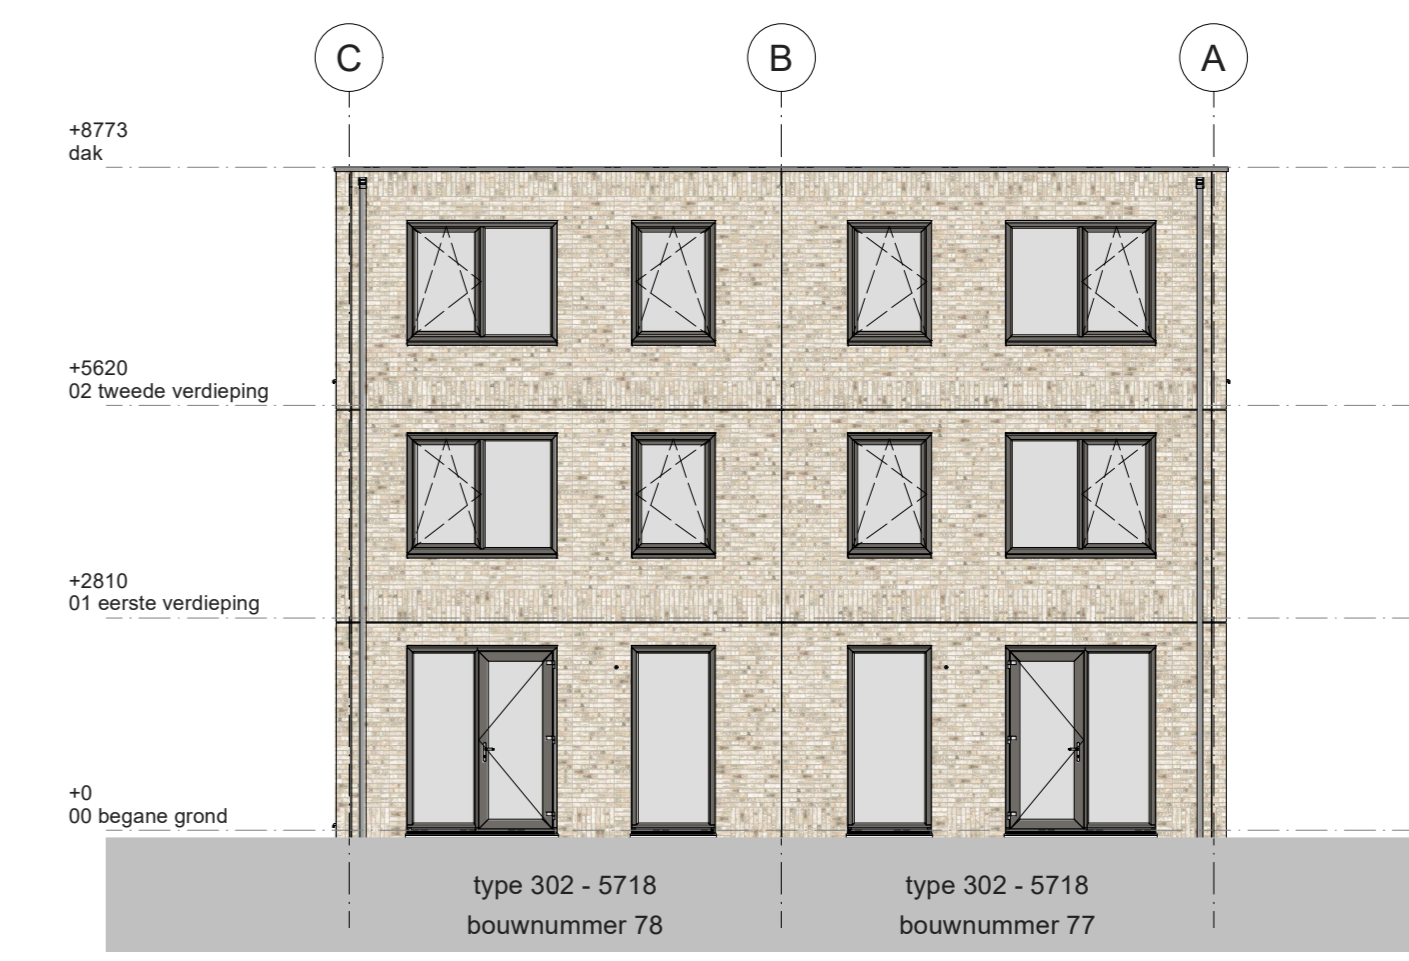 C
B
A
+8773
dak
+5620
02 tweede verdieping
+2810
01 eerste verdieping
+0
00 begane grond
type 302 - 5718
bouwnummer 78
type 302 - 5718
bouwnummer 77